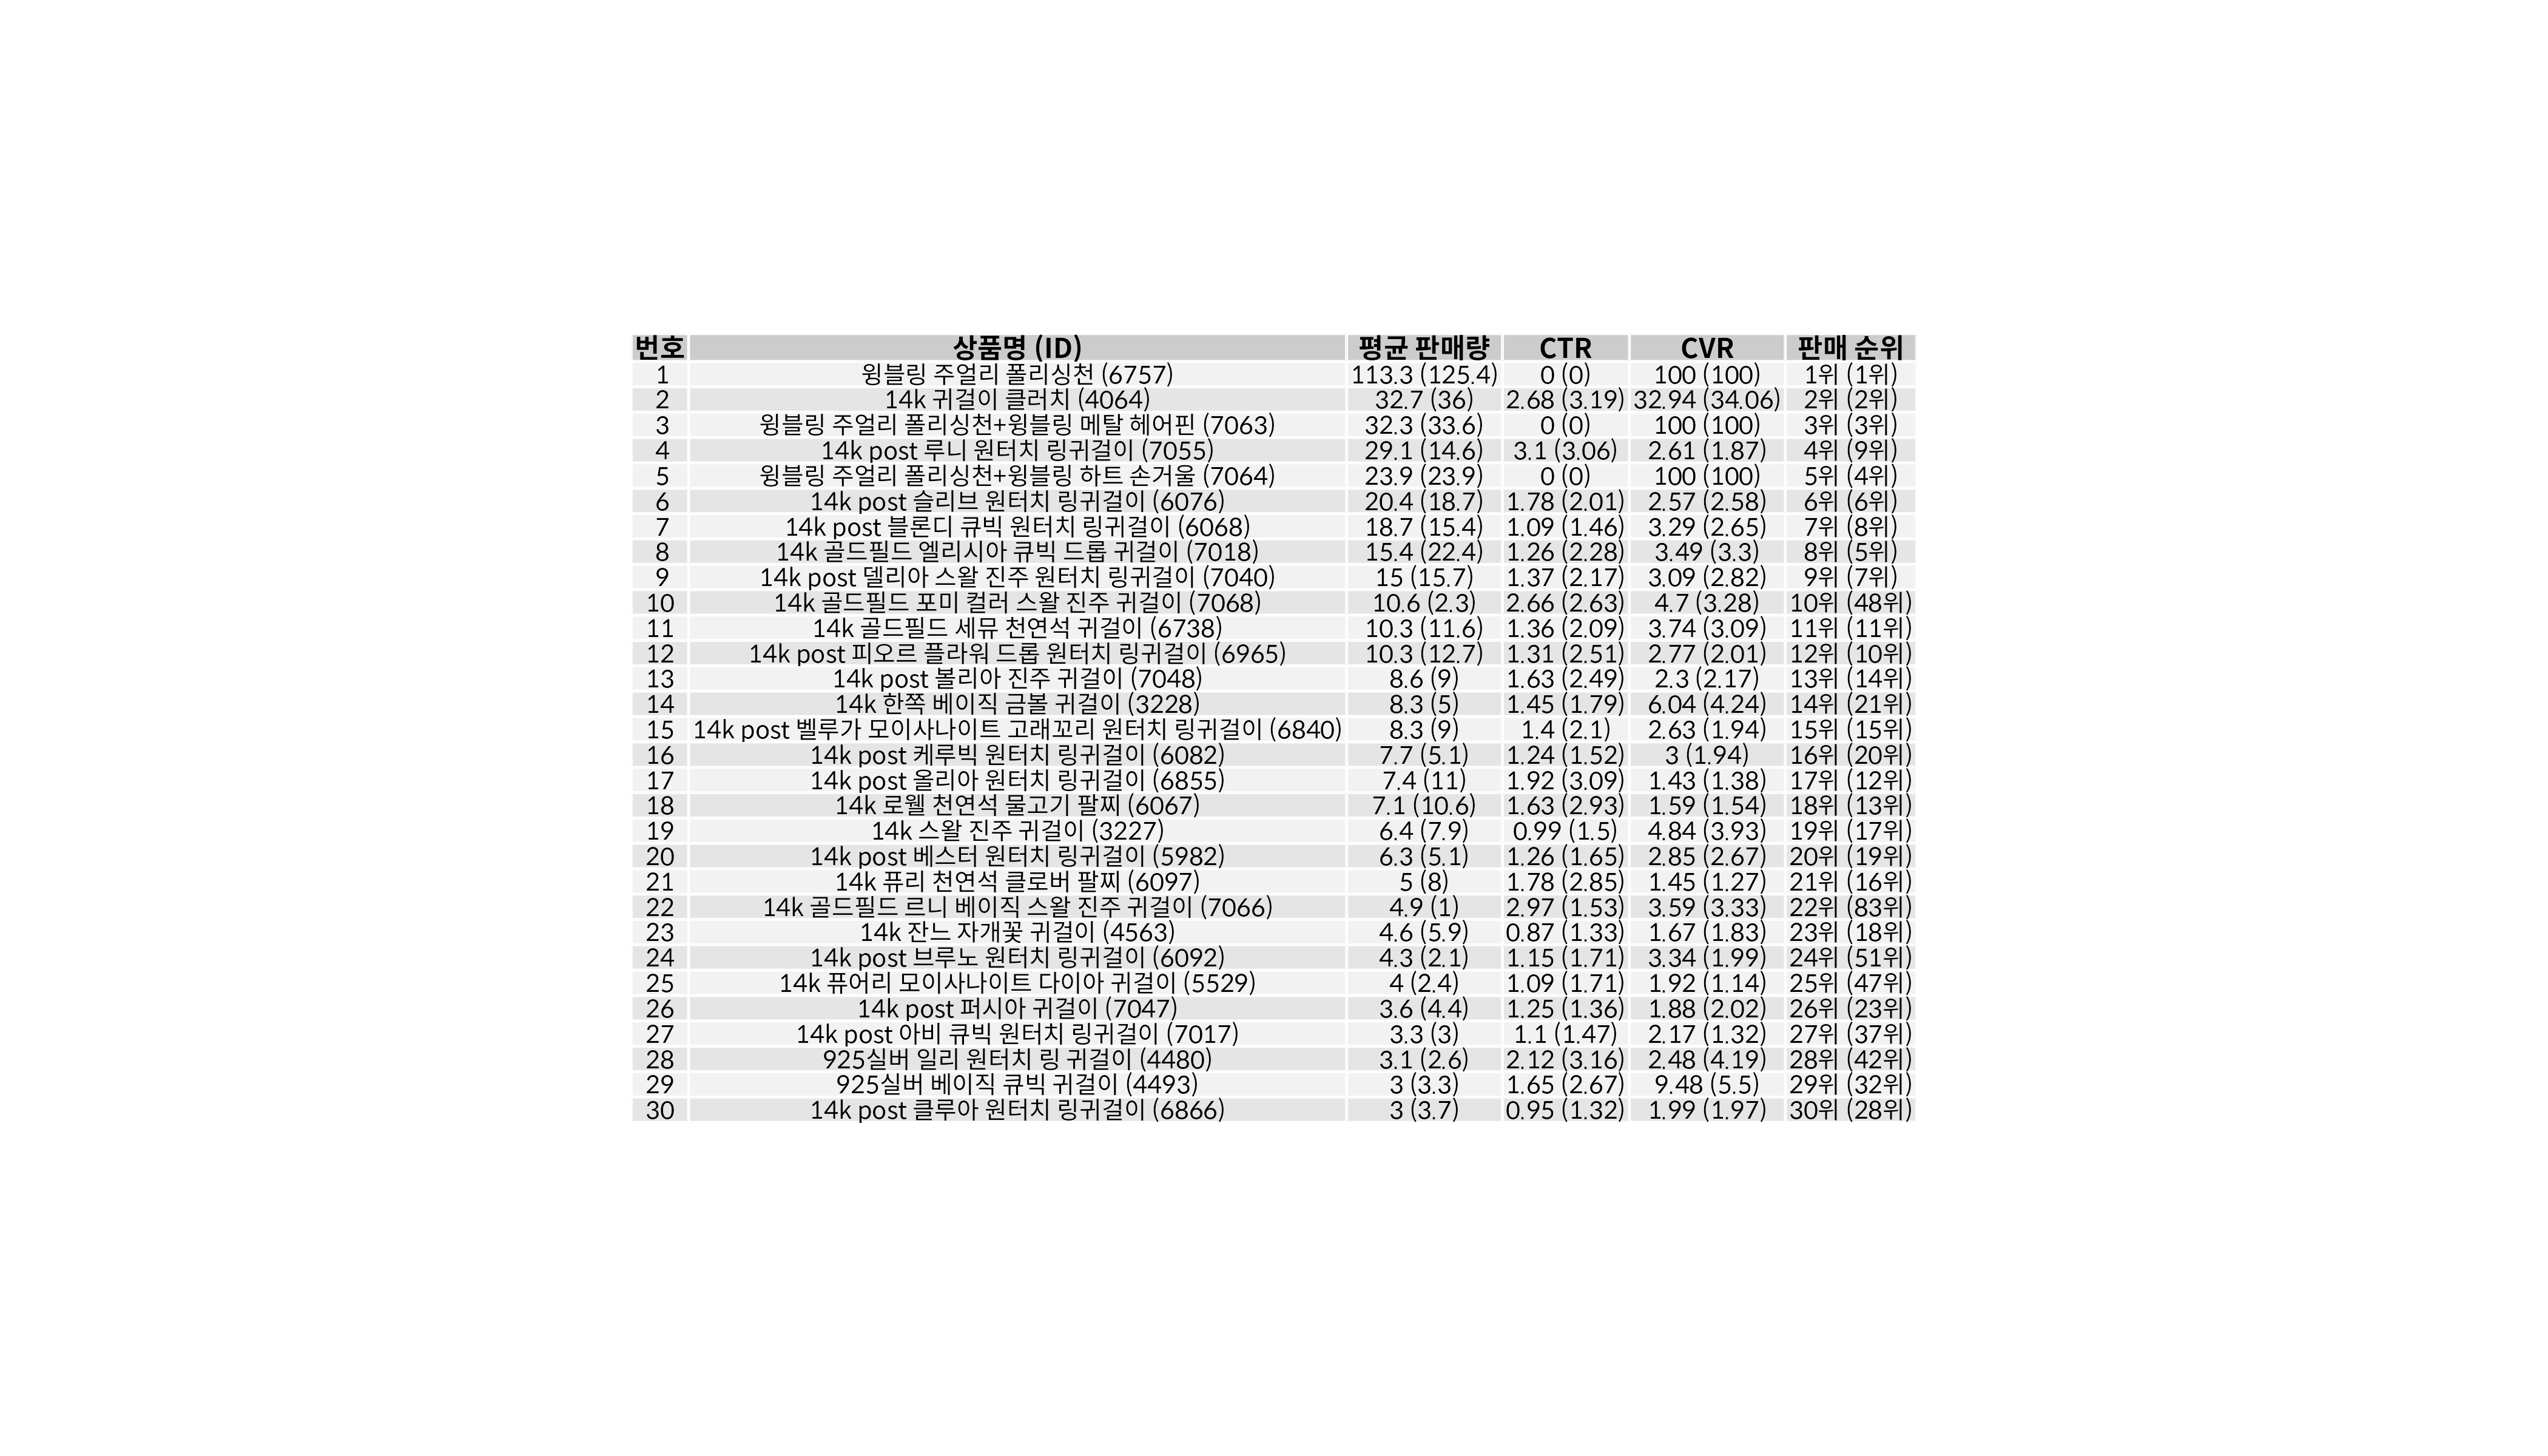 번호 상품명 (ID) 평균 판매량 CTR CVR 판매 순위
1 윙블링 주얼리 폴리싱천 (6757) 113.3 (125.4) 0 (0) 100 (100) 1위 (1위)
2 14k 귀걸이 클러치 (4064) 32.7 (36) 2.68 (3.19) 32.94 (34.06) 2위 (2위)
3 윙블링 주얼리 폴리싱천+윙블링 메탈 헤어핀 (7063) 32.3 (33.6) 0 (0) 100 (100) 3위 (3위)
4 14k post 루니 원터치 링귀걸이 (7055) 29.1 (14.6) 3.1 (3.06) 2.61 (1.87) 4위 (9위)
5 윙블링 주얼리 폴리싱천+윙블링 하트 손거울 (7064) 23.9 (23.9) 0 (0) 100 (100) 5위 (4위)
6 14k post 슬리브 원터치 링귀걸이 (6076) 20.4 (18.7) 1.78 (2.01) 2.57 (2.58) 6위 (6위)
7 14k post 블론디 큐빅 원터치 링귀걸이 (6068) 18.7 (15.4) 1.09 (1.46) 3.29 (2.65) 7위 (8위)
8 14k 골드필드 엘리시아 큐빅 드롭 귀걸이 (7018) 15.4 (22.4) 1.26 (2.28) 3.49 (3.3) 8위 (5위)
9 14k post 델리아 스왈 진주 원터치 링귀걸이 (7040) 15 (15.7) 1.37 (2.17) 3.09 (2.82) 9위 (7위)
10 14k 골드필드 포미 컬러 스왈 진주 귀걸이 (7068) 10.6 (2.3) 2.66 (2.63) 4.7 (3.28) 10위 (48위)
11 14k 골드필드 세뮤 천연석 귀걸이 (6738) 10.3 (11.6) 1.36 (2.09) 3.74 (3.09) 11위 (11위)
12 14k post 피오르 플라워 드롭 원터치 링귀걸이 (6965) 10.3 (12.7) 1.31 (2.51) 2.77 (2.01) 12위 (10위)
13 14k post 볼리아 진주 귀걸이 (7048) 8.6 (9) 1.63 (2.49) 2.3 (2.17) 13위 (14위)
14 14k 한쪽 베이직 금볼 귀걸이 (3228) 8.3 (5) 1.45 (1.79) 6.04 (4.24) 14위 (21위)
15 14k post 벨루가 모이사나이트 고래꼬리 원터치 링귀걸이 (6840) 8.3 (9) 1.4 (2.1) 2.63 (1.94) 15위 (15위)
16 14k post 케루빅 원터치 링귀걸이 (6082) 7.7 (5.1) 1.24 (1.52) 3 (1.94) 16위 (20위)
17 14k post 올리아 원터치 링귀걸이 (6855) 7.4 (11) 1.92 (3.09) 1.43 (1.38) 17위 (12위)
18 14k 로웰 천연석 물고기 팔찌 (6067) 7.1 (10.6) 1.63 (2.93) 1.59 (1.54) 18위 (13위)
19 14k 스왈 진주 귀걸이 (3227) 6.4 (7.9) 0.99 (1.5) 4.84 (3.93) 19위 (17위)
20 14k post 베스터 원터치 링귀걸이 (5982) 6.3 (5.1) 1.26 (1.65) 2.85 (2.67) 20위 (19위)
21 14k 퓨리 천연석 클로버 팔찌 (6097) 5 (8) 1.78 (2.85) 1.45 (1.27) 21위 (16위)
22 14k 골드필드 르니 베이직 스왈 진주 귀걸이 (7066) 4.9 (1) 2.97 (1.53) 3.59 (3.33) 22위 (83위)
23 14k 잔느 자개꽃 귀걸이 (4563) 4.6 (5.9) 0.87 (1.33) 1.67 (1.83) 23위 (18위)
24 14k post 브루노 원터치 링귀걸이 (6092) 4.3 (2.1) 1.15 (1.71) 3.34 (1.99) 24위 (51위)
25 14k 퓨어리 모이사나이트 다이아 귀걸이 (5529) 4 (2.4) 1.09 (1.71) 1.92 (1.14) 25위 (47위)
26 14k post 퍼시아 귀걸이 (7047) 3.6 (4.4) 1.25 (1.36) 1.88 (2.02) 26위 (23위)
27 14k post 아비 큐빅 원터치 링귀걸이 (7017) 3.3 (3) 1.1 (1.47) 2.17 (1.32) 27위 (37위)
28 925실버 일리 원터치 링 귀걸이 (4480) 3.1 (2.6) 2.12 (3.16) 2.48 (4.19) 28위 (42위)
29 925실버 베이직 큐빅 귀걸이 (4493) 3 (3.3) 1.65 (2.67) 9.48 (5.5) 29위 (32위)
30 14k post 클루아 원터치 링귀걸이 (6866) 3 (3.7) 0.95 (1.32) 1.99 (1.97) 30위 (28위)